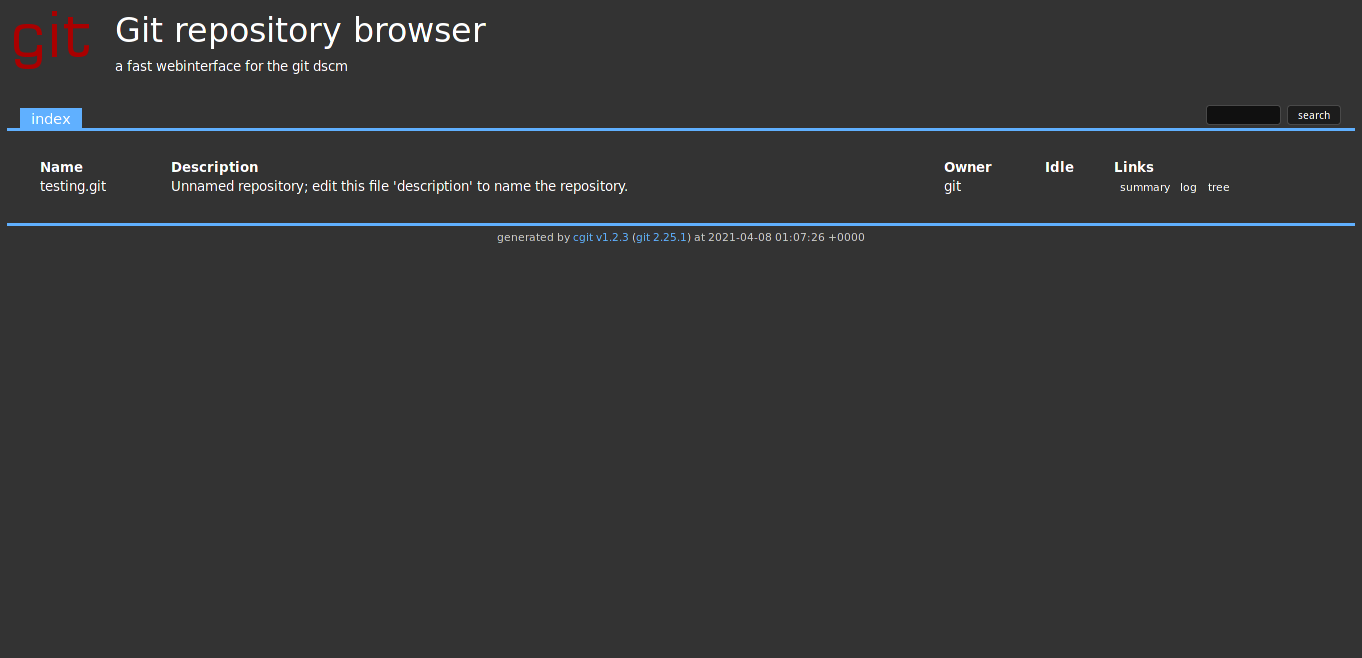 git
Git repository browser
a fast webinterface for the git dscm
index
search
Name Description Owner Idle Links
testing.git Unnamed repository; edit this file 'description' to name the repository. git summary log tree
generated by cgit v1.2.3 (git 2.25.1) at 2021-04-08 01:07:26 +0000